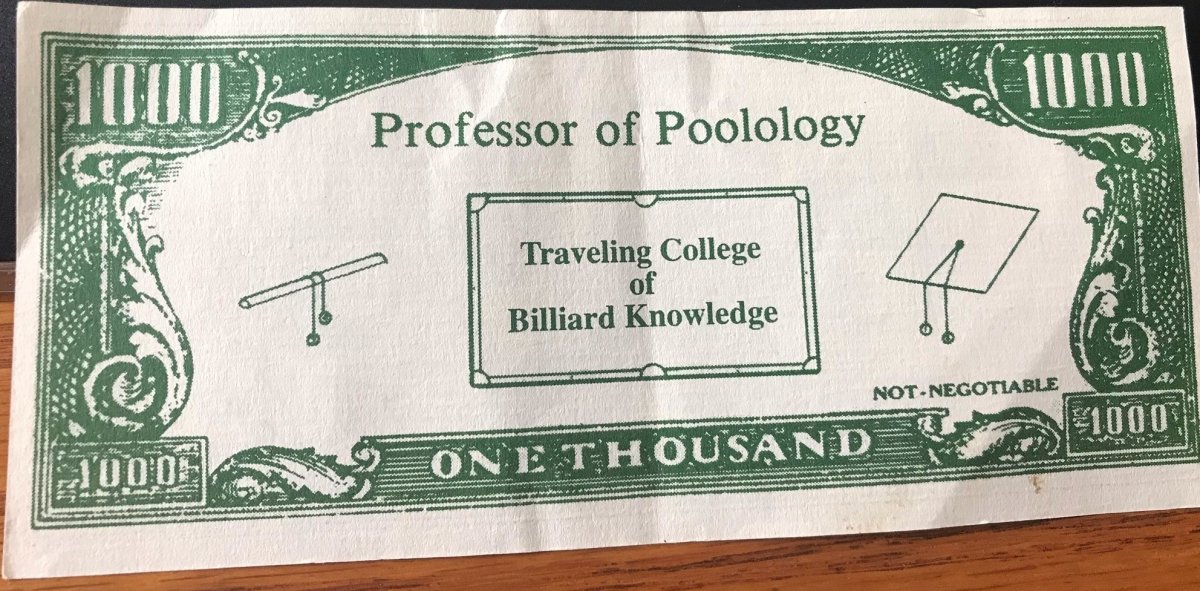 1000
1000
Professor of Poolology
Traveling College
of
Billiard Knowledge
NOT-NEGOTIABLE
1000
ONE THOUSAND
1000